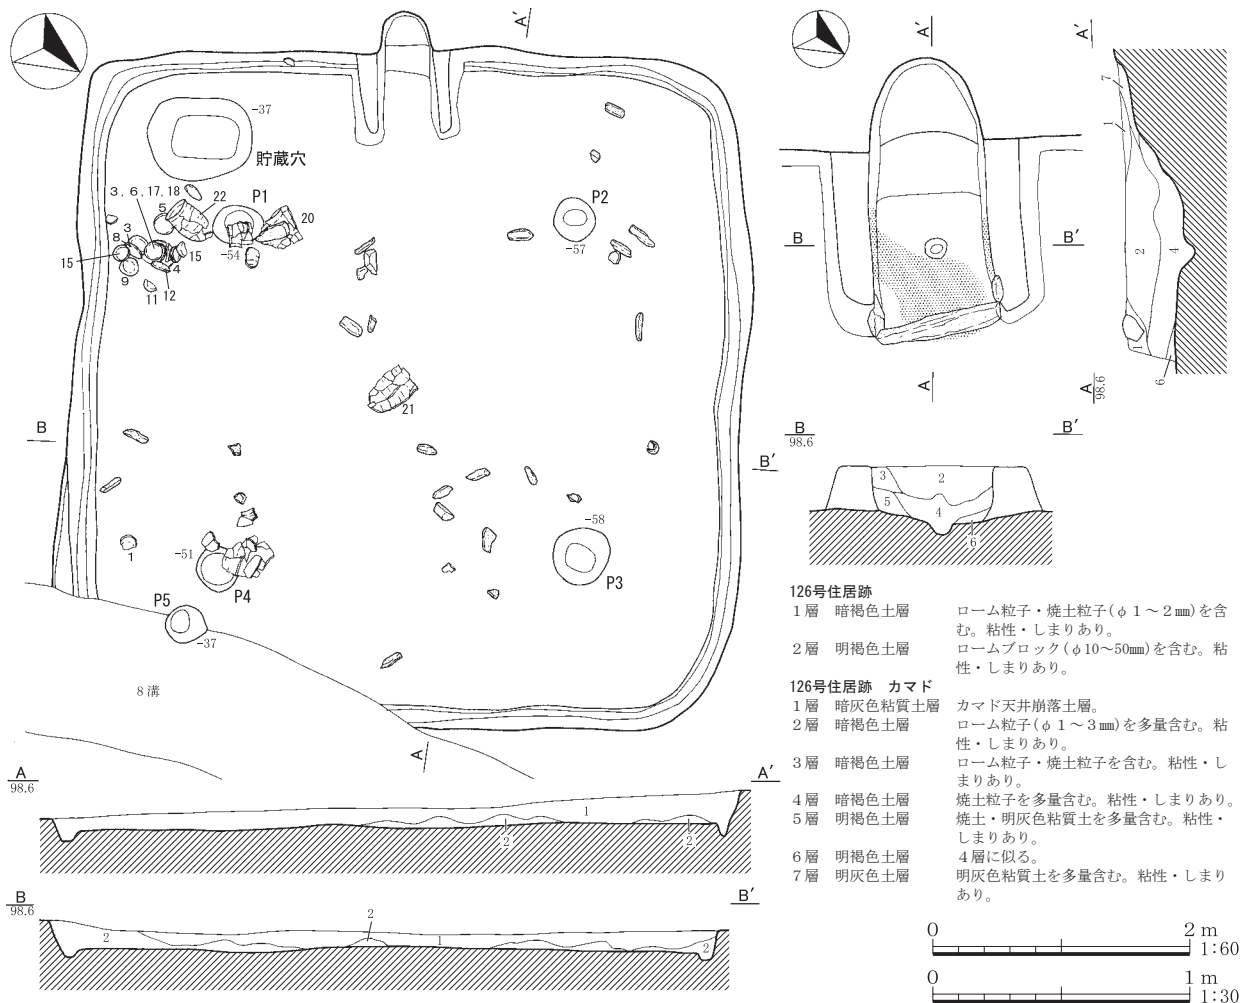 A′
-37
貯蔵穴
3, 6, 17, 18
22
P1
5
20
3
8
15
15
4
-54
9
12
11
P2
-57
21
B
B′
1
-51
P4
P5
-37
-58
P3
8溝
A
A
98.6
A′
1
2
2
B
98.6
B′
2
2
1
2
A′
A′
7
1
B
B′
2
4
1
6
A
A
98.6
B
98.6
B′
3
2
5
4
6
126号住居跡
1層 暗褐色土層 ローム粒子・焼土粒子(φ1～2㎜)を含
む。粘性・しまりあり。
2層 明褐色土層 ロームブロック(φ10～50㎜)を含む。粘
性・しまりあり。
126号住居跡 カマド
1層 暗灰色粘質土層 カマド天井崩落土層。
2層 暗褐色土層 ローム粒子(φ1～3㎜)を多量含む。粘
性・しまりあり。
3層 暗褐色土層 ローム粒子・焼土粒子を含む。粘性・し
まりあり。
4層 暗褐色土層 焼土粒子を多量含む。粘性・しまりあり。
5層 明褐色土層 焼土・明灰色粘質土を多量含む。粘性・
しまりあり。
6層 明褐色土層 4層に似る。
7層 明灰色土層 明灰色粘質土を多量含む。粘性・しまり
あり。
0 2 m
1:60
0 1 m
1:30